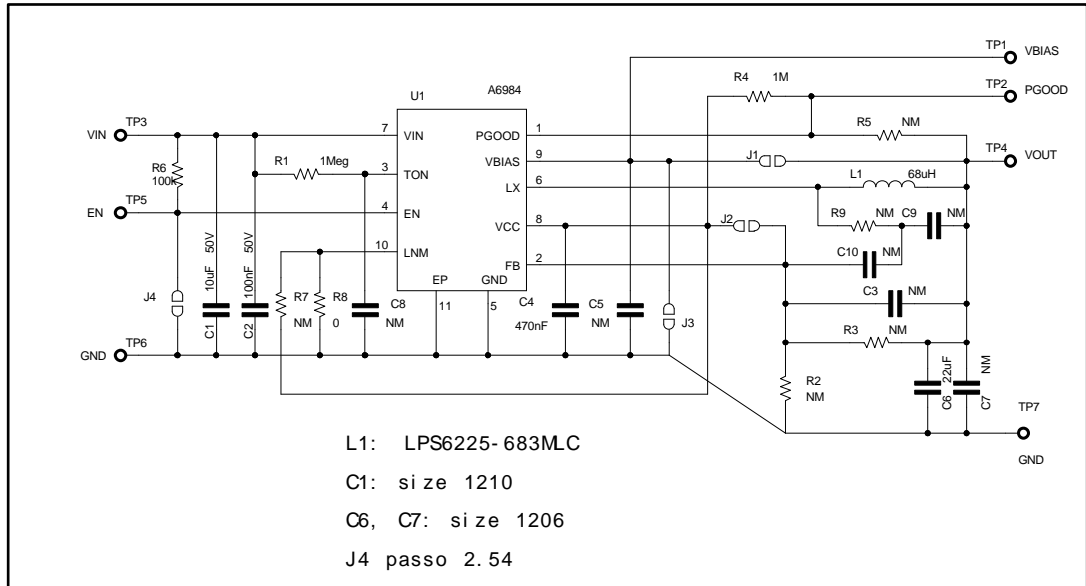 TP1
VBIAS
R4
1M
TP2
PGOOD
U1
A6984
VIN
TP3
7
VIN
PGOOD
1
R5
NM
R6
100k
R1
1Meg
3
TON
VBIAS
9
J1
TP4
VOUT
LX
6
L1
68uH
EN
TP5
4
EN
VCC
8
J2
R9
NM
C9
NM
10
LNM
FB
2
C10
NM
J4
10uF 50V
C1
100nF 50V
C2
R7
NM
R8
0
C8
NM
EP
11
GND
5
C4
470nF
C5
NM
J3
C3
NM
R3
NM
GND
TP6
R2
NM
22uF
C6
NM
C7
TP7
GND
L1: LPS6225-683MLC
C1: size 1210
C6, C7: size 1206
J4 passo 2.54